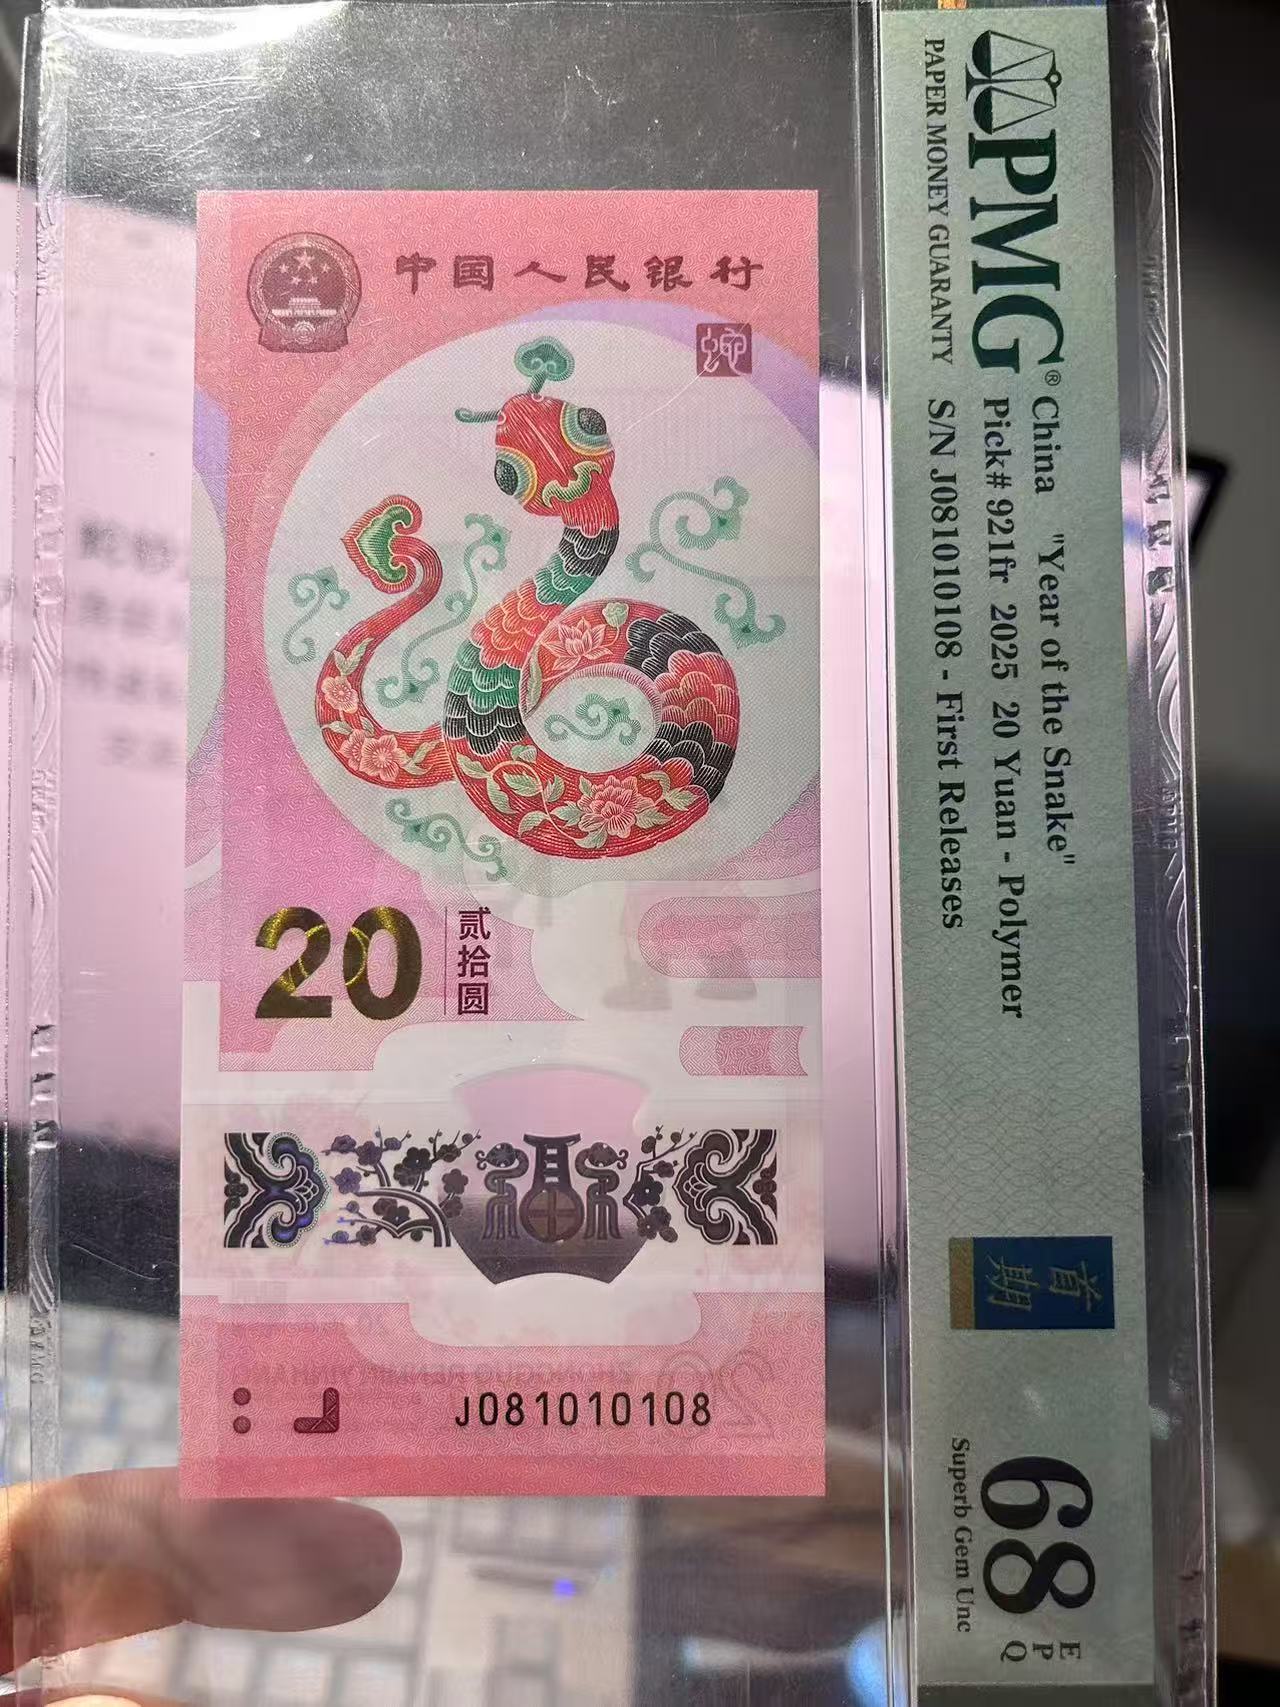 中国人民银行
20
贰拾圆
J081010108
PMG®
PAPER MONEY GUARANTY
China "Year of the Snake"
Pick# 921fr 2025 20 Yuan - Polymer
S/N J081010108 - First Releases
首期
68 EPQ
Superb Gem Unc